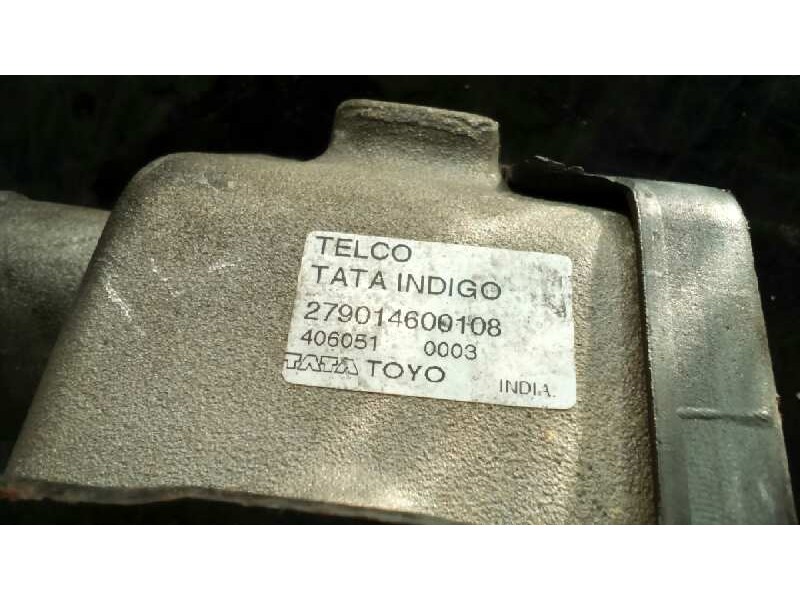 TELCO
TATA INDIGO
279014600108
406051 0003
TATA TOYO INDIA.